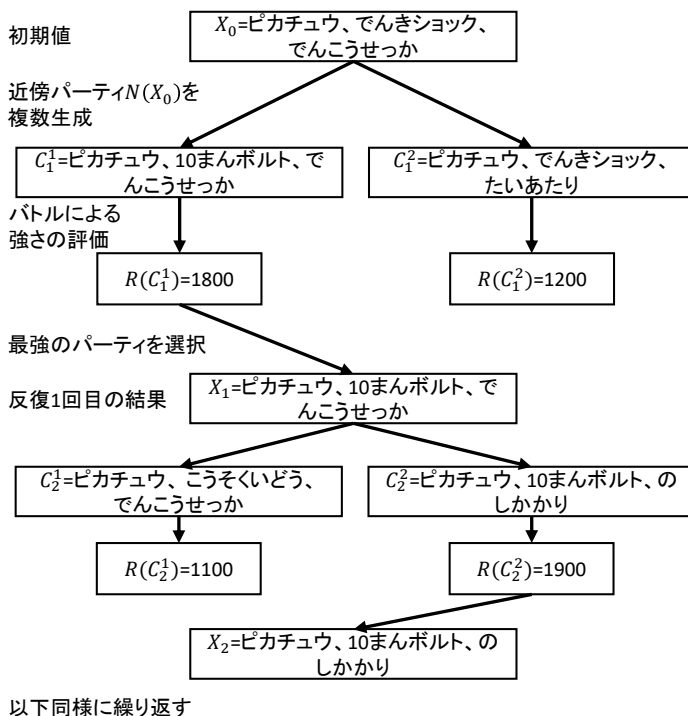 初期値
X₀=ピカチュウ、でんきショック、
でんこうせっか
近傍パーティN(X₀)を
複数生成
C₁¹=ピカチュウ、10まんボルト、で
んこうせっか
C₁²=ピカチュウ、でんきショック、
たいあたり
バトルによる
強さの評価
R(C₁¹)=1800
R(C₁²)=1200
最強のパーティを選択
反復1回目の結果
X₁=ピカチュウ、10まんボルト、で
んこうせっか
C₂¹=ピカチュウ、こうそくいどう、
でんこうせっか
C₂²=ピカチュウ、10まんボルト、の
しかかり
R(C₂¹)=1100
R(C₂²)=1900
X₂=ピカチュウ、10まんボルト、の
しかかり
以下同様に繰り返す